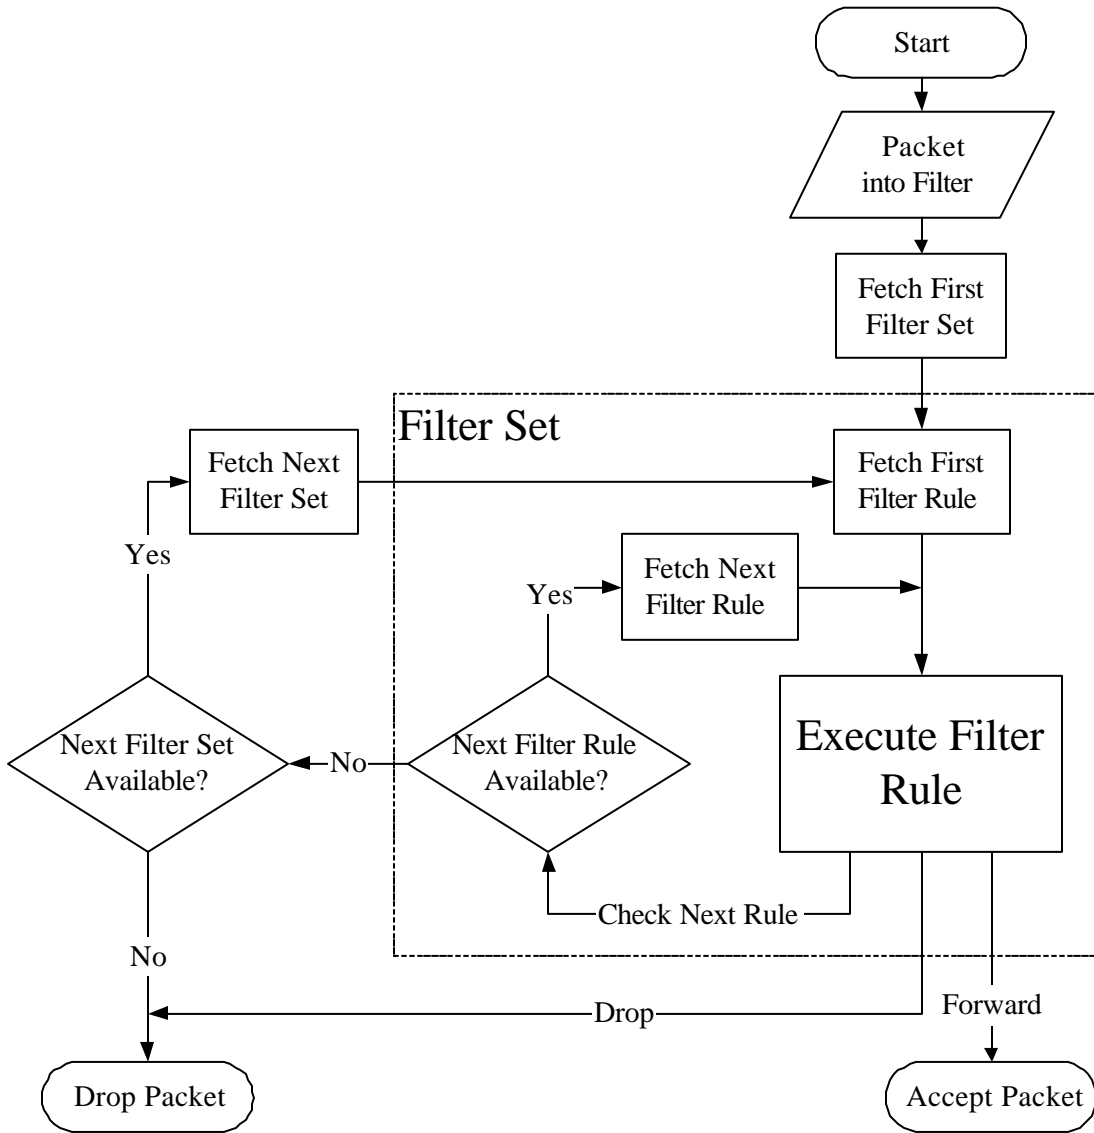 Start
Packet
into Filter
Fetch First
Filter Set
Filter Set
Fetch Next
Filter Set
Fetch First
Filter Rule
Yes
Fetch Next
Filter Rule
Yes
Next Filter Set
Available?
No
Next Filter Rule
Available?
Execute Filter
Rule
Check Next Rule
No
Drop
Forward
Drop Packet
Accept Packet